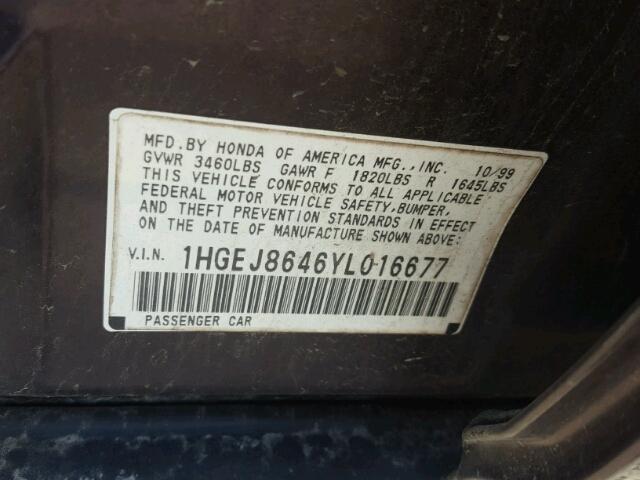 MFD.BY HONDA OF AMERICA MFG.,INC. 10/99
GVWR 3460LBS GAWR F 1820LBS R 1645LBS
THIS VEHICLE CONFORMS TO ALL APPLICABLE
FEDERAL MOTOR VEHICLE SAFETY,BUMPER,
AND THEFT PREVENTION STANDARDS IN EFFECT
ON THE DATE OF MANUFACTURE SHOWN ABOVE:
V.I.N. 1HGEJ8646YL016677
PASSENGER CAR